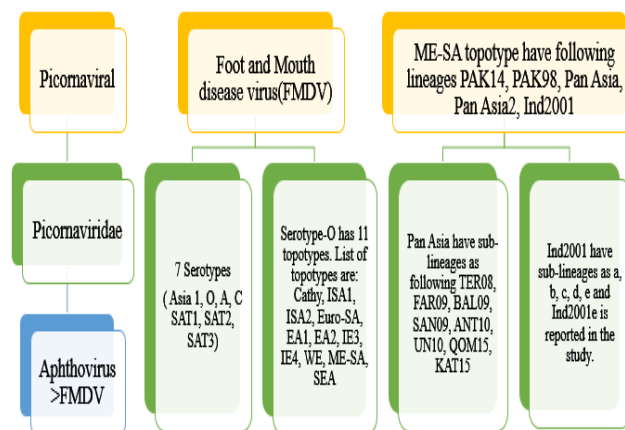 Picornaviral
Picornaviridae
Aphthovirus
>FMDV
Foot and Mouth
disease virus(FMDV)
7 Serotypes
( Asia 1, O, A, C
SAT1, SAT2,
SAT3)
Serotype-O has 11
topotypes. List of
topotypes are:
Cathy, ISA1,
ISA2, Euro-SA,
EA1, EA2, IE3,
IE4, WE, ME-SA,
SEA
ME-SA topotype have following
lineages PAK14, PAK98, Pan Asia,
Pan Asia2, Ind2001
Pan Asia have sub-
lineages as
following TER08,
FAR09, BAL09,
SAN09, ANT10,
UN10, QOM15,
KAT15
Ind2001 have
sub-lineages as a,
b, c, d, e and
Ind2001e is
reported in the
study.